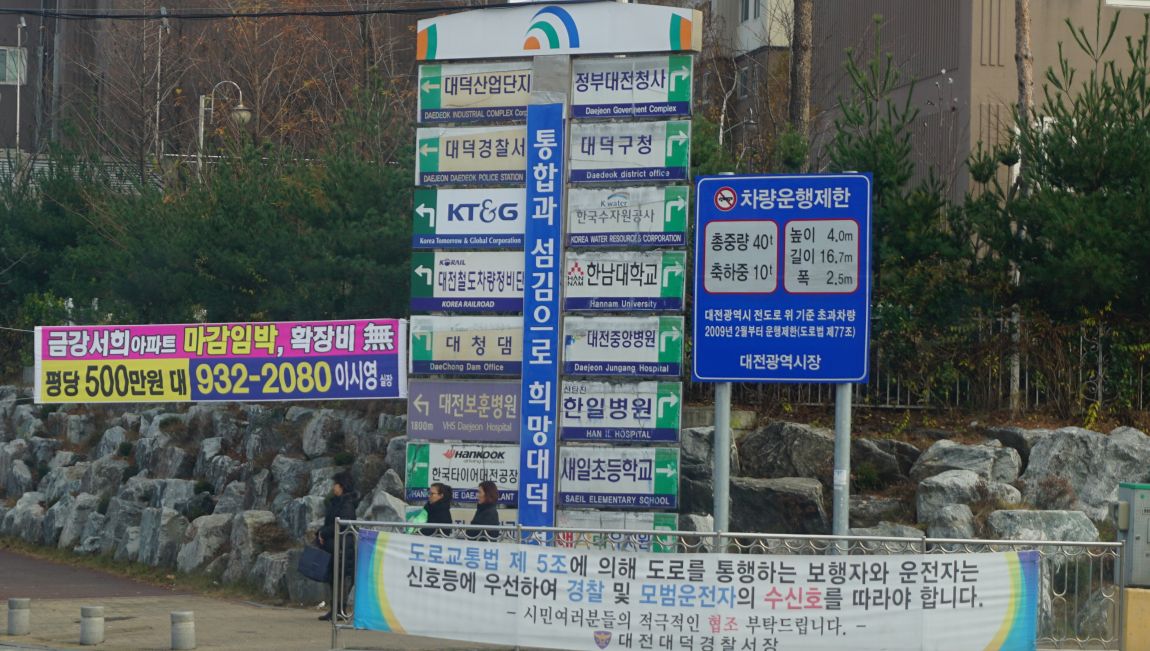 대덕산업단지
DAEDEOK INDUSTRIAL COMPLEX
대덕경찰서
DAEJEON DAEDEOK POLICE STATION
KT&G
Korea Tomorrow & Global Corporation
KORAIL
대전철도차량정비단
KOREA RAILROAD
대청댐
DaeChong Dam Office
대전보훈병원
1800m
VHS Daejeon Hospital
HANKOOK
한국타이어대전공장
통합과 섬김으로 희망대덕
정부대전청사
Daejeon Government Complex
대덕구청
Daedeok district office
K water
한국수자원공사
KOREA WATER RESOURCES CORPORATION
HAN NAM
한남대학교
Hannam University
대전중앙병원
Daejeon Jungang Hospital
신탄진
한일병원
HAN IL HOSPITAL
새일초등학교
SAEIL ELEMENTARY SCHOOL
차량운행제한
총중량 40t
축하중 10t
높이 4.0m
길이 16.7m
폭 2.5m
대전광역시 전도로 위 기준 초과차량
2009년 2월부터 운행제한(도로법 제77조)
대전광역시장
금강서희아파트 마감임박, 확장비 無
평당 500만원 대 932-2080 이시영 실장
도로교통법 제 5조에 의해 도로를 통행하는 보행자와 운전자는
신호등에 우선하여 경찰 및 모범운전자의 수신호를 따라야 합니다.
- 시민여러분들의 적극적인 협조 부탁드립니다. -
대전대덕경찰서장